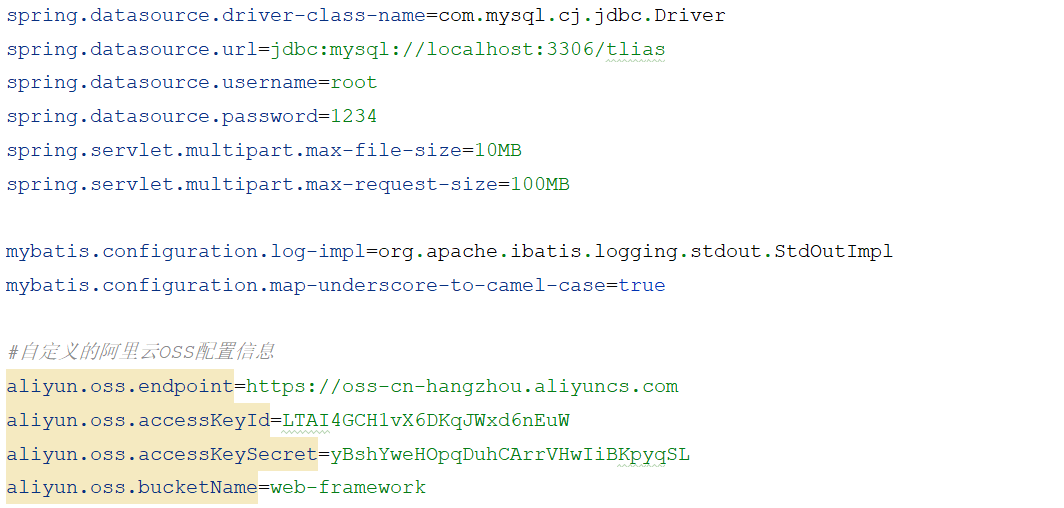 spring.datasource.driver-class-name=com.mysql.cj.jdbc.Driver
spring.datasource.url=jdbc:mysql://localhost:3306/tlias
spring.datasource.username=root
spring.datasource.password=1234
spring.servlet.multipart.max-file-size=10MB
spring.servlet.multipart.max-request-size=100MB
mybatis.configuration.log-impl=org.apache.ibatis.logging.stdout.StdOutImpl
mybatis.configuration.map-underscore-to-camel-case=true
#自定义的阿里云OSS配置信息
aliyun.oss.endpoint=https://oss-cn-hangzhou.aliyuncs.com
aliyun.oss.accessKeyId=LTAI4GCH1vX6DKqJWxd6nEuW
aliyun.oss.accessKeySecret=yBshYweHOpqDuhCArrVHwIiBKpyqSL
aliyun.oss.bucketName=web-framework